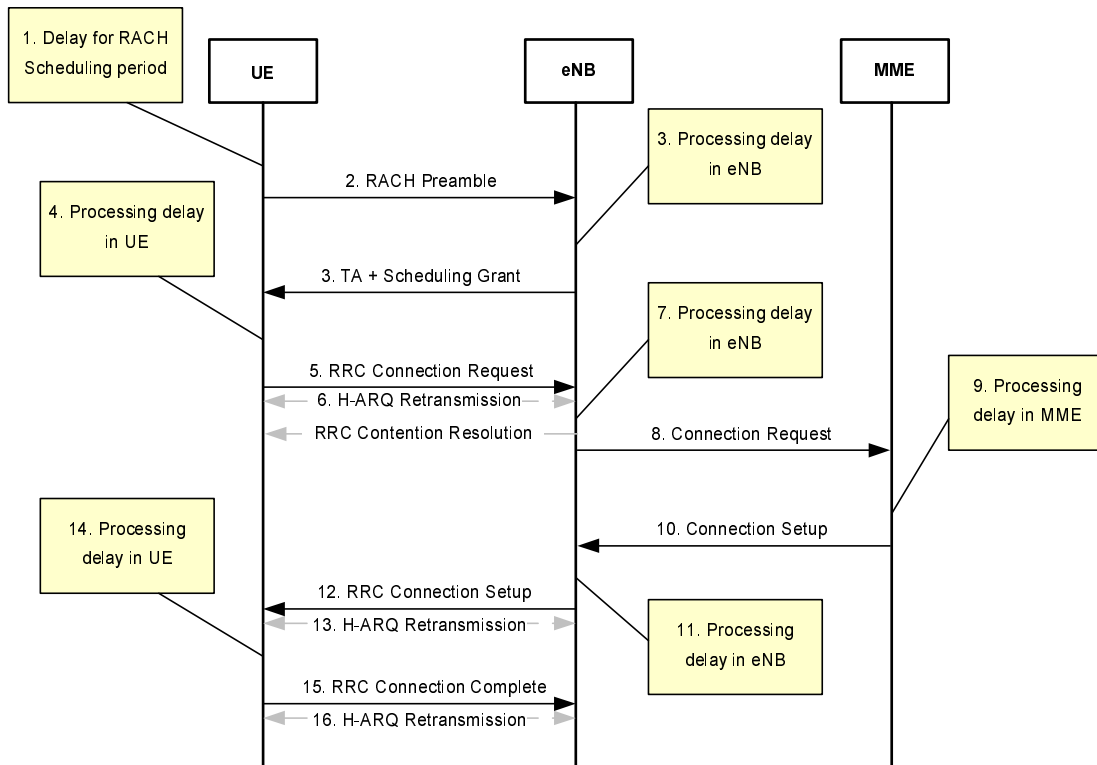 1. Delay for RACH
Scheduling period
UE
eNB
MME
3. Processing delay
in eNB
2. RACH Preamble
4. Processing delay
in UE
3. TA + Scheduling Grant
7. Processing delay
in eNB
5. RRC Connection Request
6. H-ARQ Retransmission
9. Processing
delay in MME
RRC Contention Resolution
8. Connection Request
14. Processing
delay in UE
10. Connection Setup
12. RRC Connection Setup
13. H-ARQ Retransmission
11. Processing
delay in eNB
15. RRC Connection Complete
16. H-ARQ Retransmission